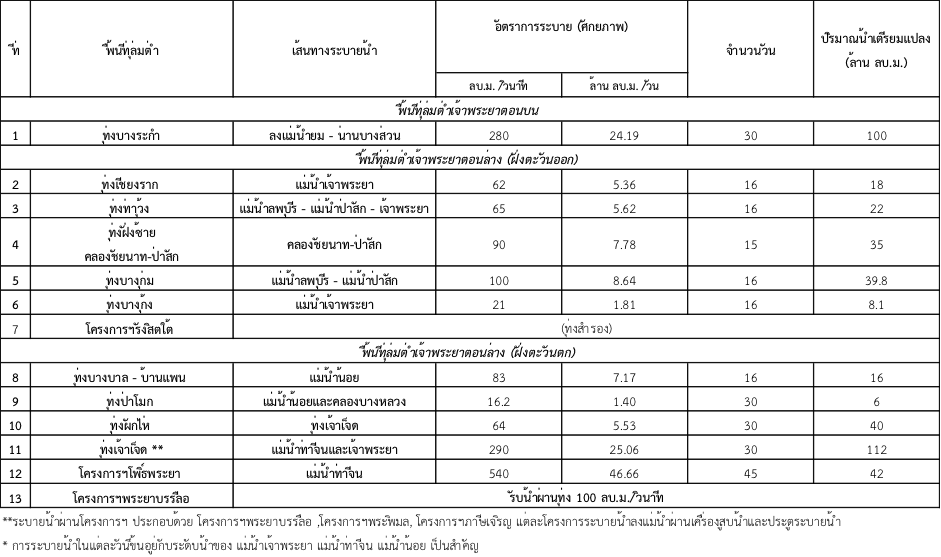 ที่ พื้นที่ลุ่มต่ำ เส้นทางระบายน้ำ อัตราการระบาย (ศักยภาพ) จำนวนวัน ปริมาณน้ำเตรียมแปลง (ล้าน ลบ.ม.)
ลบ.ม. /วินาที ล้าน ลบ.ม. /วัน
พื้นที่ลุ่มต่ำเจ้าพระยาตอนบน
1 ทุ่งบางระกำ ลงแม่น้ำยม - น่านบางส่วน 280 24.19 30 100
พื้นที่ลุ่มต่ำเจ้าพระยาตอนล่าง (ฝั่งตะวันออก)
2 ทุ่งเชียงราก แม่น้ำเจ้าพระยา 62 5.36 16 18
3 ทุ่งท่าวุ้ง แม่น้ำลพบุรี - แม่น้ำป่าสัก - เจ้าพระยา 65 5.62 16 22
4 ทุ่งฝั่งซ้าย คลองชัยนาท-ป่าสัก คลองชัยนาท-ป่าสัก 90 7.78 15 35
5 ทุ่งบางกุ่ม แม่น้ำลพบุรี - แม่น้ำป่าสัก 100 8.64 16 39.8
6 ทุ่งบางกุ้ง แม่น้ำเจ้าพระยา 21 1.81 16 8.1
7 โครงการฯรังสิตใต้ (ทุ่งสำรอง)
พื้นที่ลุ่มต่ำเจ้าพระยาตอนล่าง (ฝั่งตะวันตก)
8 ทุ่งบางบาล - บ้านแพน แม่น้ำน้อย 83 7.17 16 16
9 ทุ่งป่าโมก แม่น้ำน้อยและคลองบางหลวง 16.2 1.40 30 6
10 ทุ่งผักไห่ ทุ่งเจ้าเจ็ด 64 5.53 30 40
11 ทุ่งเจ้าเจ็ด ** แม่น้ำท่าจีนและเจ้าพระยา 290 25.06 30 112
12 โครงการฯโพธิ์พระยา แม่น้ำท่าจีน 540 46.66 45 42
13 โครงการฯพระยาบรรลือ รับน้ำผ่านทุ่ง 100 ลบ.ม./วินาที
**ระบายน้ำผ่านโครงการฯ ประกอบด้วย โครงการฯพระยาบรรลือ ,โครงการฯพระพิมล, โครงการฯภาษีเจริญ แต่ละโครงการระบายน้ำลงแม่น้ำผ่านเครื่องสูบน้ำและประตูระบายน้ำ
* การระบายน้ำในแต่ละวันขึ้นอยู่กับระดับน้ำของ แม่น้ำเจ้าพระยา แม่น้ำท่าจีน แม่น้ำน้อย เป็นสำคัญ